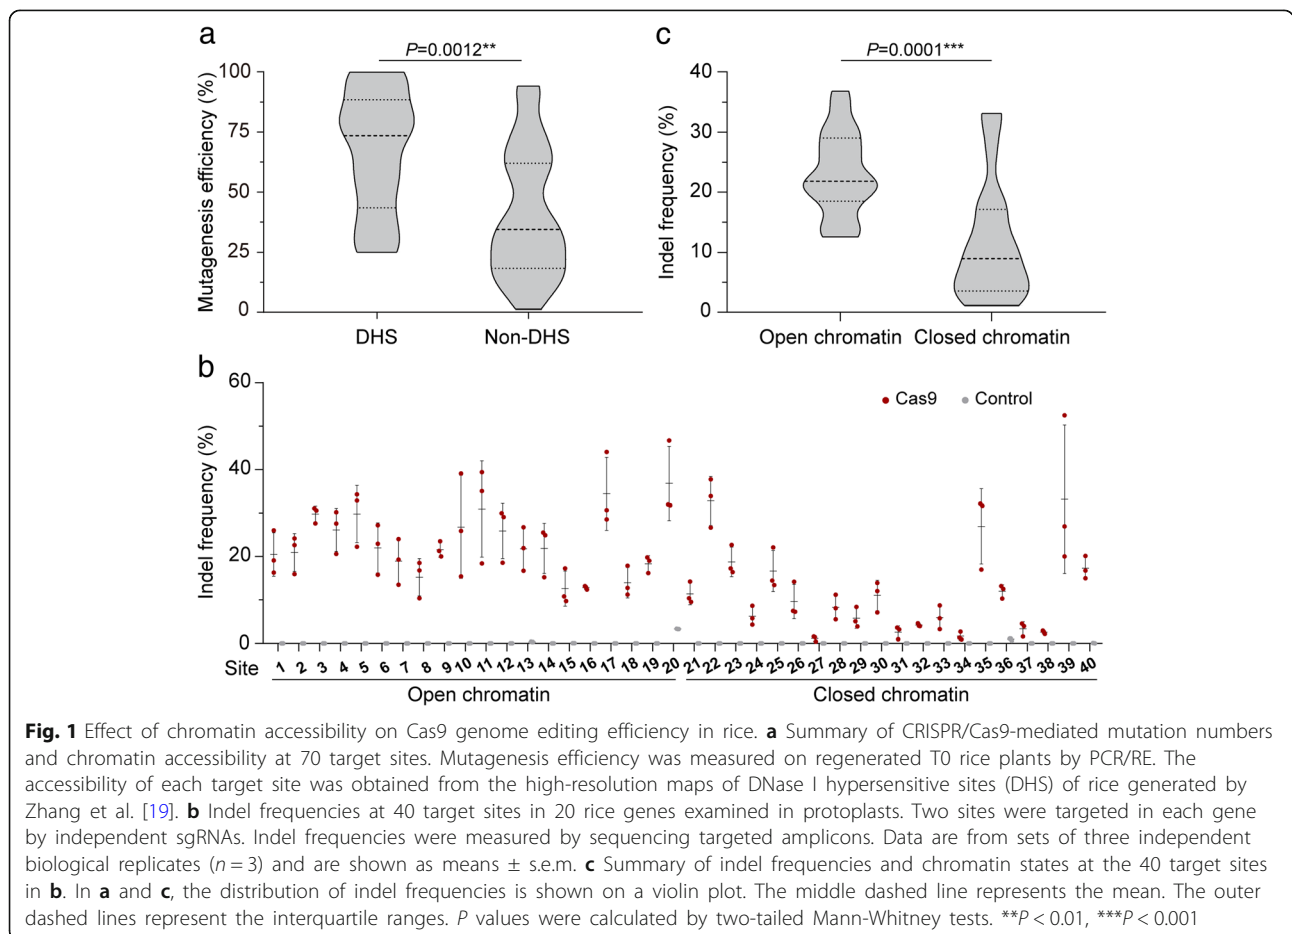 a
P=0.0012**
Mutagenesis efficiency (%)
100
75
50
25
0
DHS Non-DHS
c
P=0.0001***
Indel frequency (%)
40
30
20
10
0
Open chromatin Closed chromatin
b
Indel frequency (%)
60
40
20
0
Cas9 Control
Site 1 2 3 4 5 6 7 8 9 10 11 12 13 14 15 16 17 18 19 20 21 22 23 24 25 26 27 28 29 30 31 32 33 34 35 36 37 38 39 40
Open chromatin Closed chromatin
Fig. 1 Effect of chromatin accessibility on Cas9 genome editing efficiency in rice. a Summary of CRISPR/Cas9-mediated mutation numbers
and chromatin accessibility at 70 target sites. Mutagenesis efficiency was measured on regenerated T0 rice plants by PCR/RE. The
accessibility of each target site was obtained from the high-resolution maps of DNase I hypersensitive sites (DHS) of rice generated by
Zhang et al. [19]. b Indel frequencies at 40 target sites in 20 rice genes examined in protoplasts. Two sites were targeted in each gene
by independent sgRNAs. Indel frequencies were measured by sequencing targeted amplicons. Data are from sets of three independent
biological replicates (n = 3) and are shown as means ± s.e.m. c Summary of indel frequencies and chromatin states at the 40 target sites
in b. In a and c, the distribution of indel frequencies is shown on a violin plot. The middle dashed line represents the mean. The outer
dashed lines represent the interquartile ranges. P values were calculated by two-tailed Mann-Whitney tests. **P < 0.01, ***P < 0.001